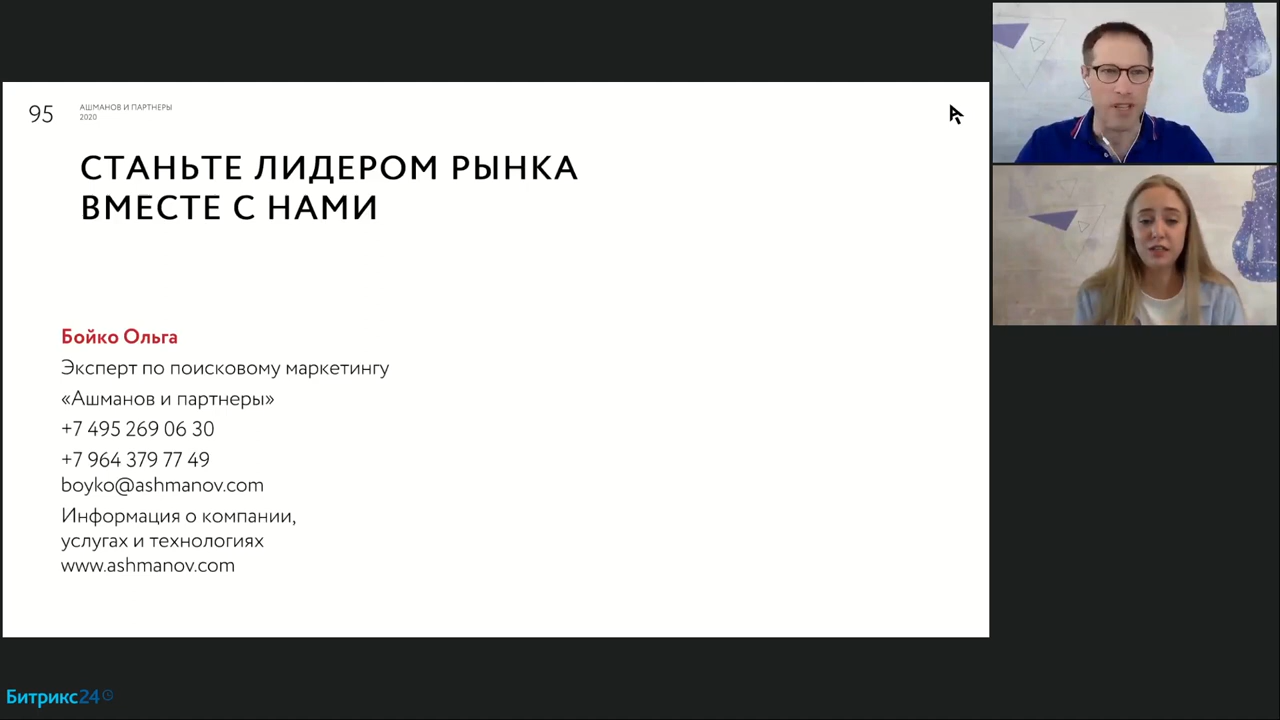 95
АШМАНОВ И ПАРТНЕРЫ
2020
СТАНЬТЕ ЛИДЕРОМ РЫНКА
ВМЕСТЕ С НАМИ
Бойко Ольга
Эксперт по поисковому маркетингу
«Ашманов и партнеры»
+7 495 269 06 30
+7 964 379 77 49
boyko@ashmanov.com
Информация о компании,
услугах и технологиях
www.ashmanov.com
Битрикс24